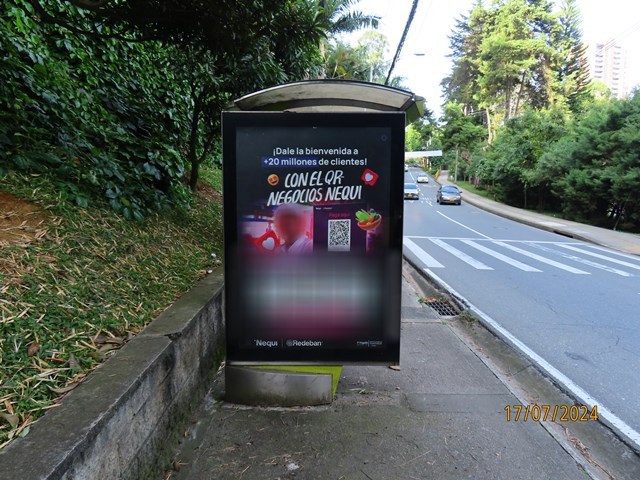 ¡Dale la bienvenida a
+20 millones de clientes!
CON EL QR
NEGOCIOS NEQUI
Nequi
Redeban
17/07/2024